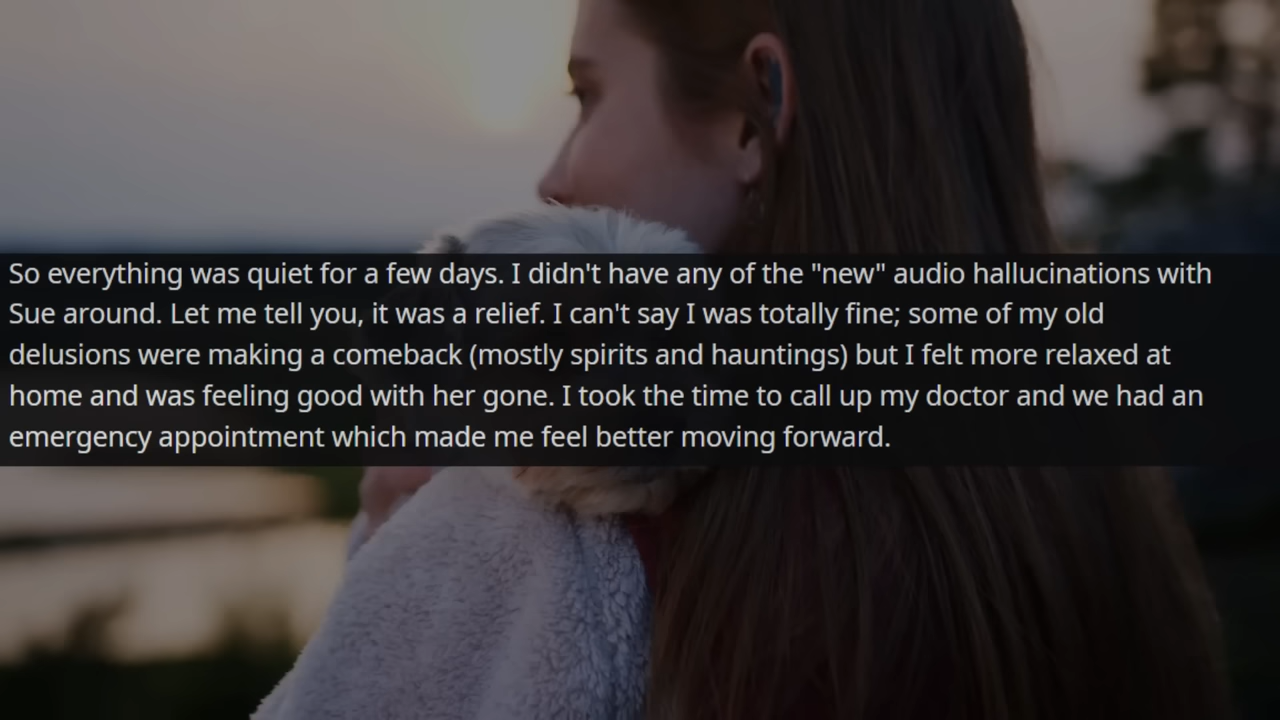 So everything was quiet for a few days. I didn't have any of the "new" audio hallucinations with
Sue around. Let me tell you, it was a relief. I can't say I was totally fine; some of my old
delusions were making a comeback (mostly spirits and hauntings) but I felt more relaxed at
home and was feeling good with her gone. I took the time to call up my doctor and we had an
emergency appointment which made me feel better moving forward.